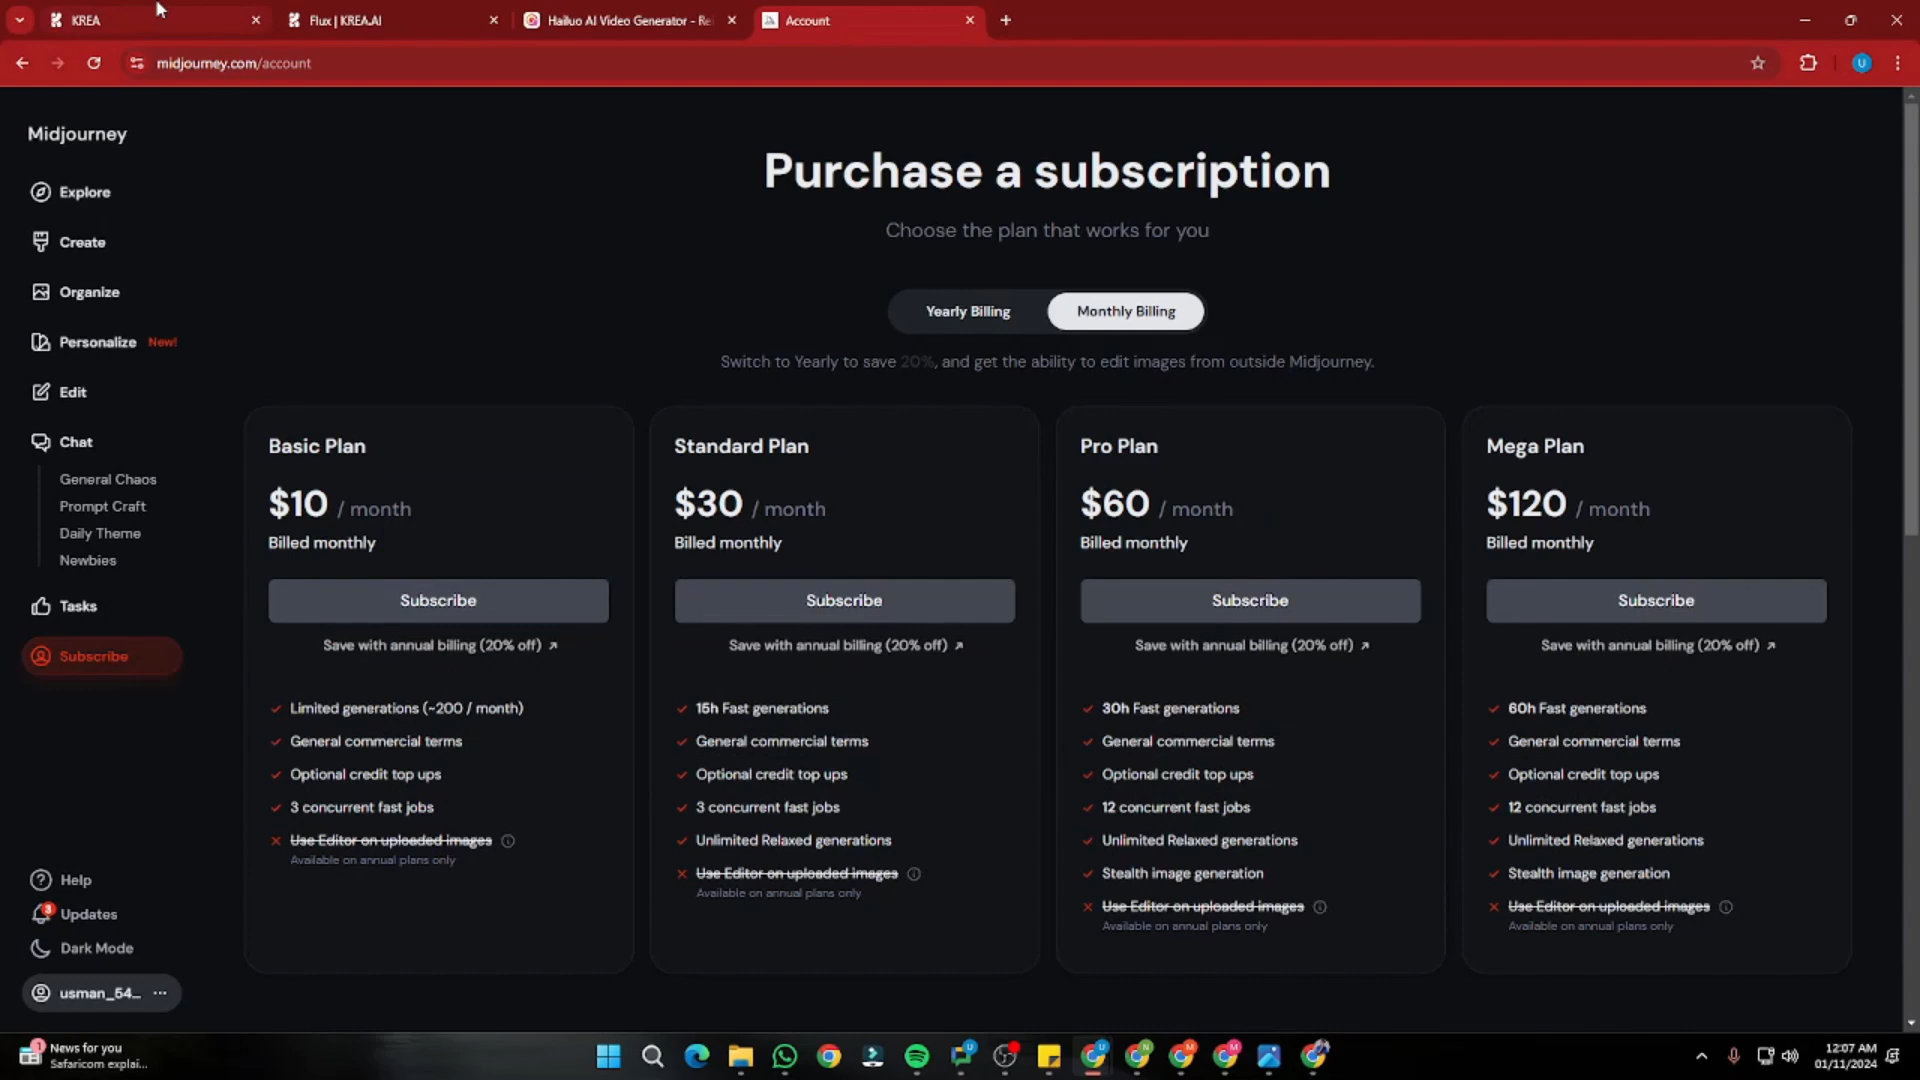 KREA
Flux | KREA.AI
Hailuo AI Video Generator - Re
Account
midjourney.com/account
U
Midjourney
Explore
Create
Organize
Personalize New!
Edit
Chat
General Chaos
Prompt Craft
Daily Theme
Newbies
Tasks
Subscribe
Help
3
Updates
Dark Mode
usman_54... ...
Purchase a subscription
Choose the plan that works for you
Yearly Billing Monthly Billing
Switch to Yearly to save 20%, and get the ability to edit images from outside Midjourney.
Basic Plan
$10 / month
Billed monthly
Subscribe
Save with annual billing (20% off) ↗
Limited generations (~200 / month)
General commercial terms
Optional credit top ups
3 concurrent fast jobs
Use Editor on uploaded images
Available on annual plans only
Standard Plan
$30 / month
Billed monthly
Subscribe
Save with annual billing (20% off) ↗
15h Fast generations
General commercial terms
Optional credit top ups
3 concurrent fast jobs
Unlimited Relaxed generations
Use Editor on uploaded images
Available on annual plans only
Pro Plan
$60 / month
Billed monthly
Subscribe
Save with annual billing (20% off) ↗
30h Fast generations
General commercial terms
Optional credit top ups
12 concurrent fast jobs
Unlimited Relaxed generations
Stealth image generation
Use Editor on uploaded images
Available on annual plans only
Mega Plan
$120 / month
Billed monthly
Subscribe
Save with annual billing (20% off) ↗
60h Fast generations
General commercial terms
Optional credit top ups
12 concurrent fast jobs
Unlimited Relaxed generations
Stealth image generation
Use Editor on uploaded images
Available on annual plans only
1
News for you
Safaricom explai...
12:07 AM
01/11/2024